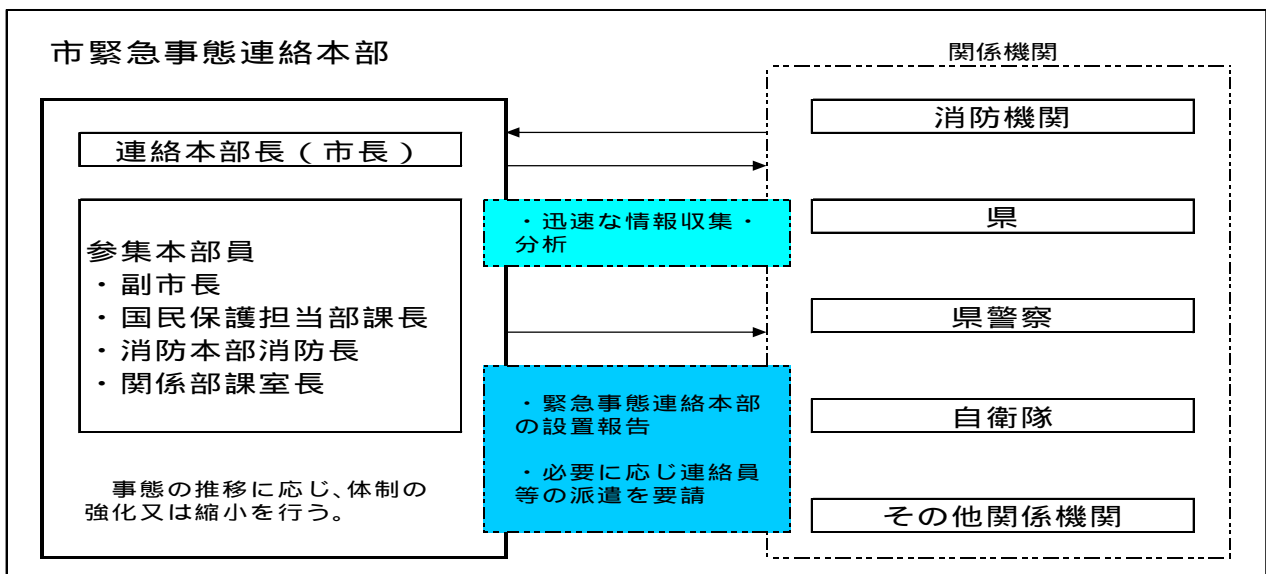 市緊急事態連絡本部
連絡本部長（市長）
参集本部員
・副市長
・国民保護担当部課長
・消防本部消防長
・関係部課室長
事態の推移に応じ、体制の
強化又は縮小を行う。
・迅速な情報収集・
分析
・緊急事態連絡本部
の設置報告
・必要に応じ連絡員
等の派遣を要請
関係機関
消防機関
県
県警察
自衛隊
その他関係機関